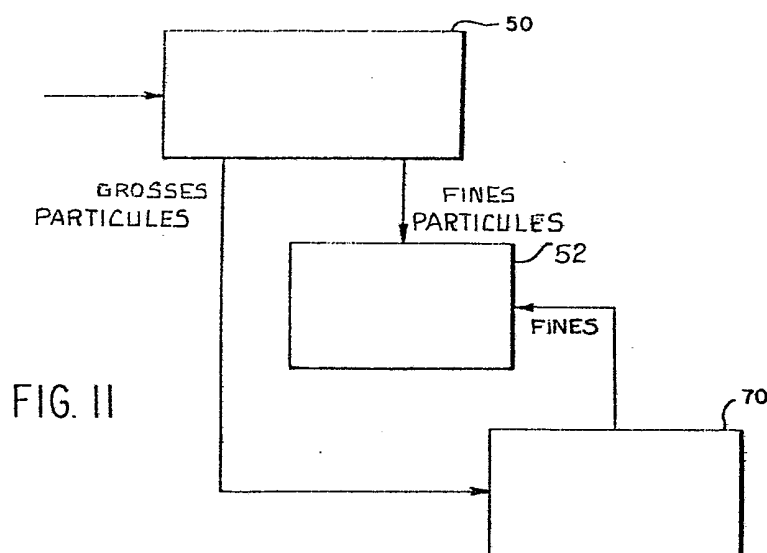 50
GROSSES
PARTICULES
FINES
PARTICULES
52
FINES
FIG. 11
70